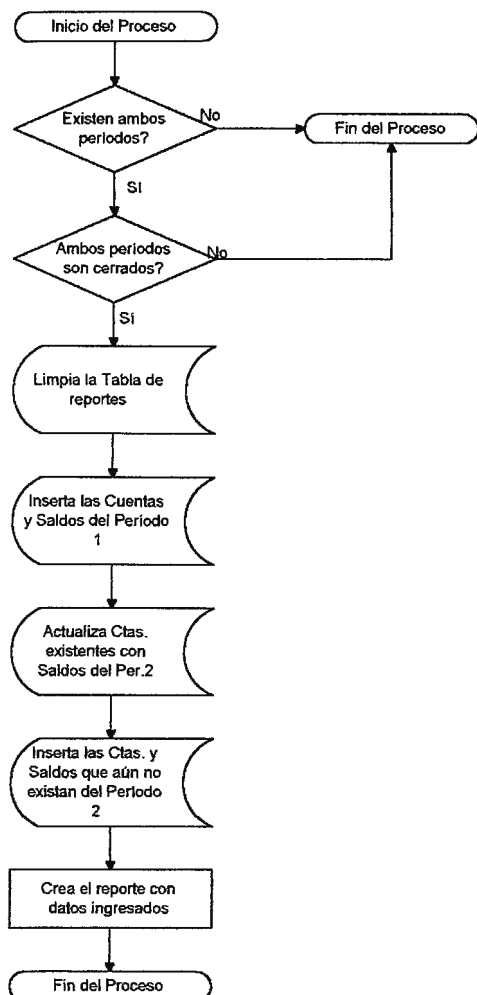 Inicio del Proceso
Existen ambos
periodos?
No
Fin del Proceso
Sí
Ambos periodos
son cerrados?
No
Sí
Limpia la Tabla de
reportes
Inserta las Cuentas
y Saldos del Periodo
1
Actualiza Ctas.
existentes con
Saldos del Per.2
Inserta las Ctas. y
Saldos que aún no
existan del Periodo
2
Crea el reporte con
datos ingresados
Fin del Proceso